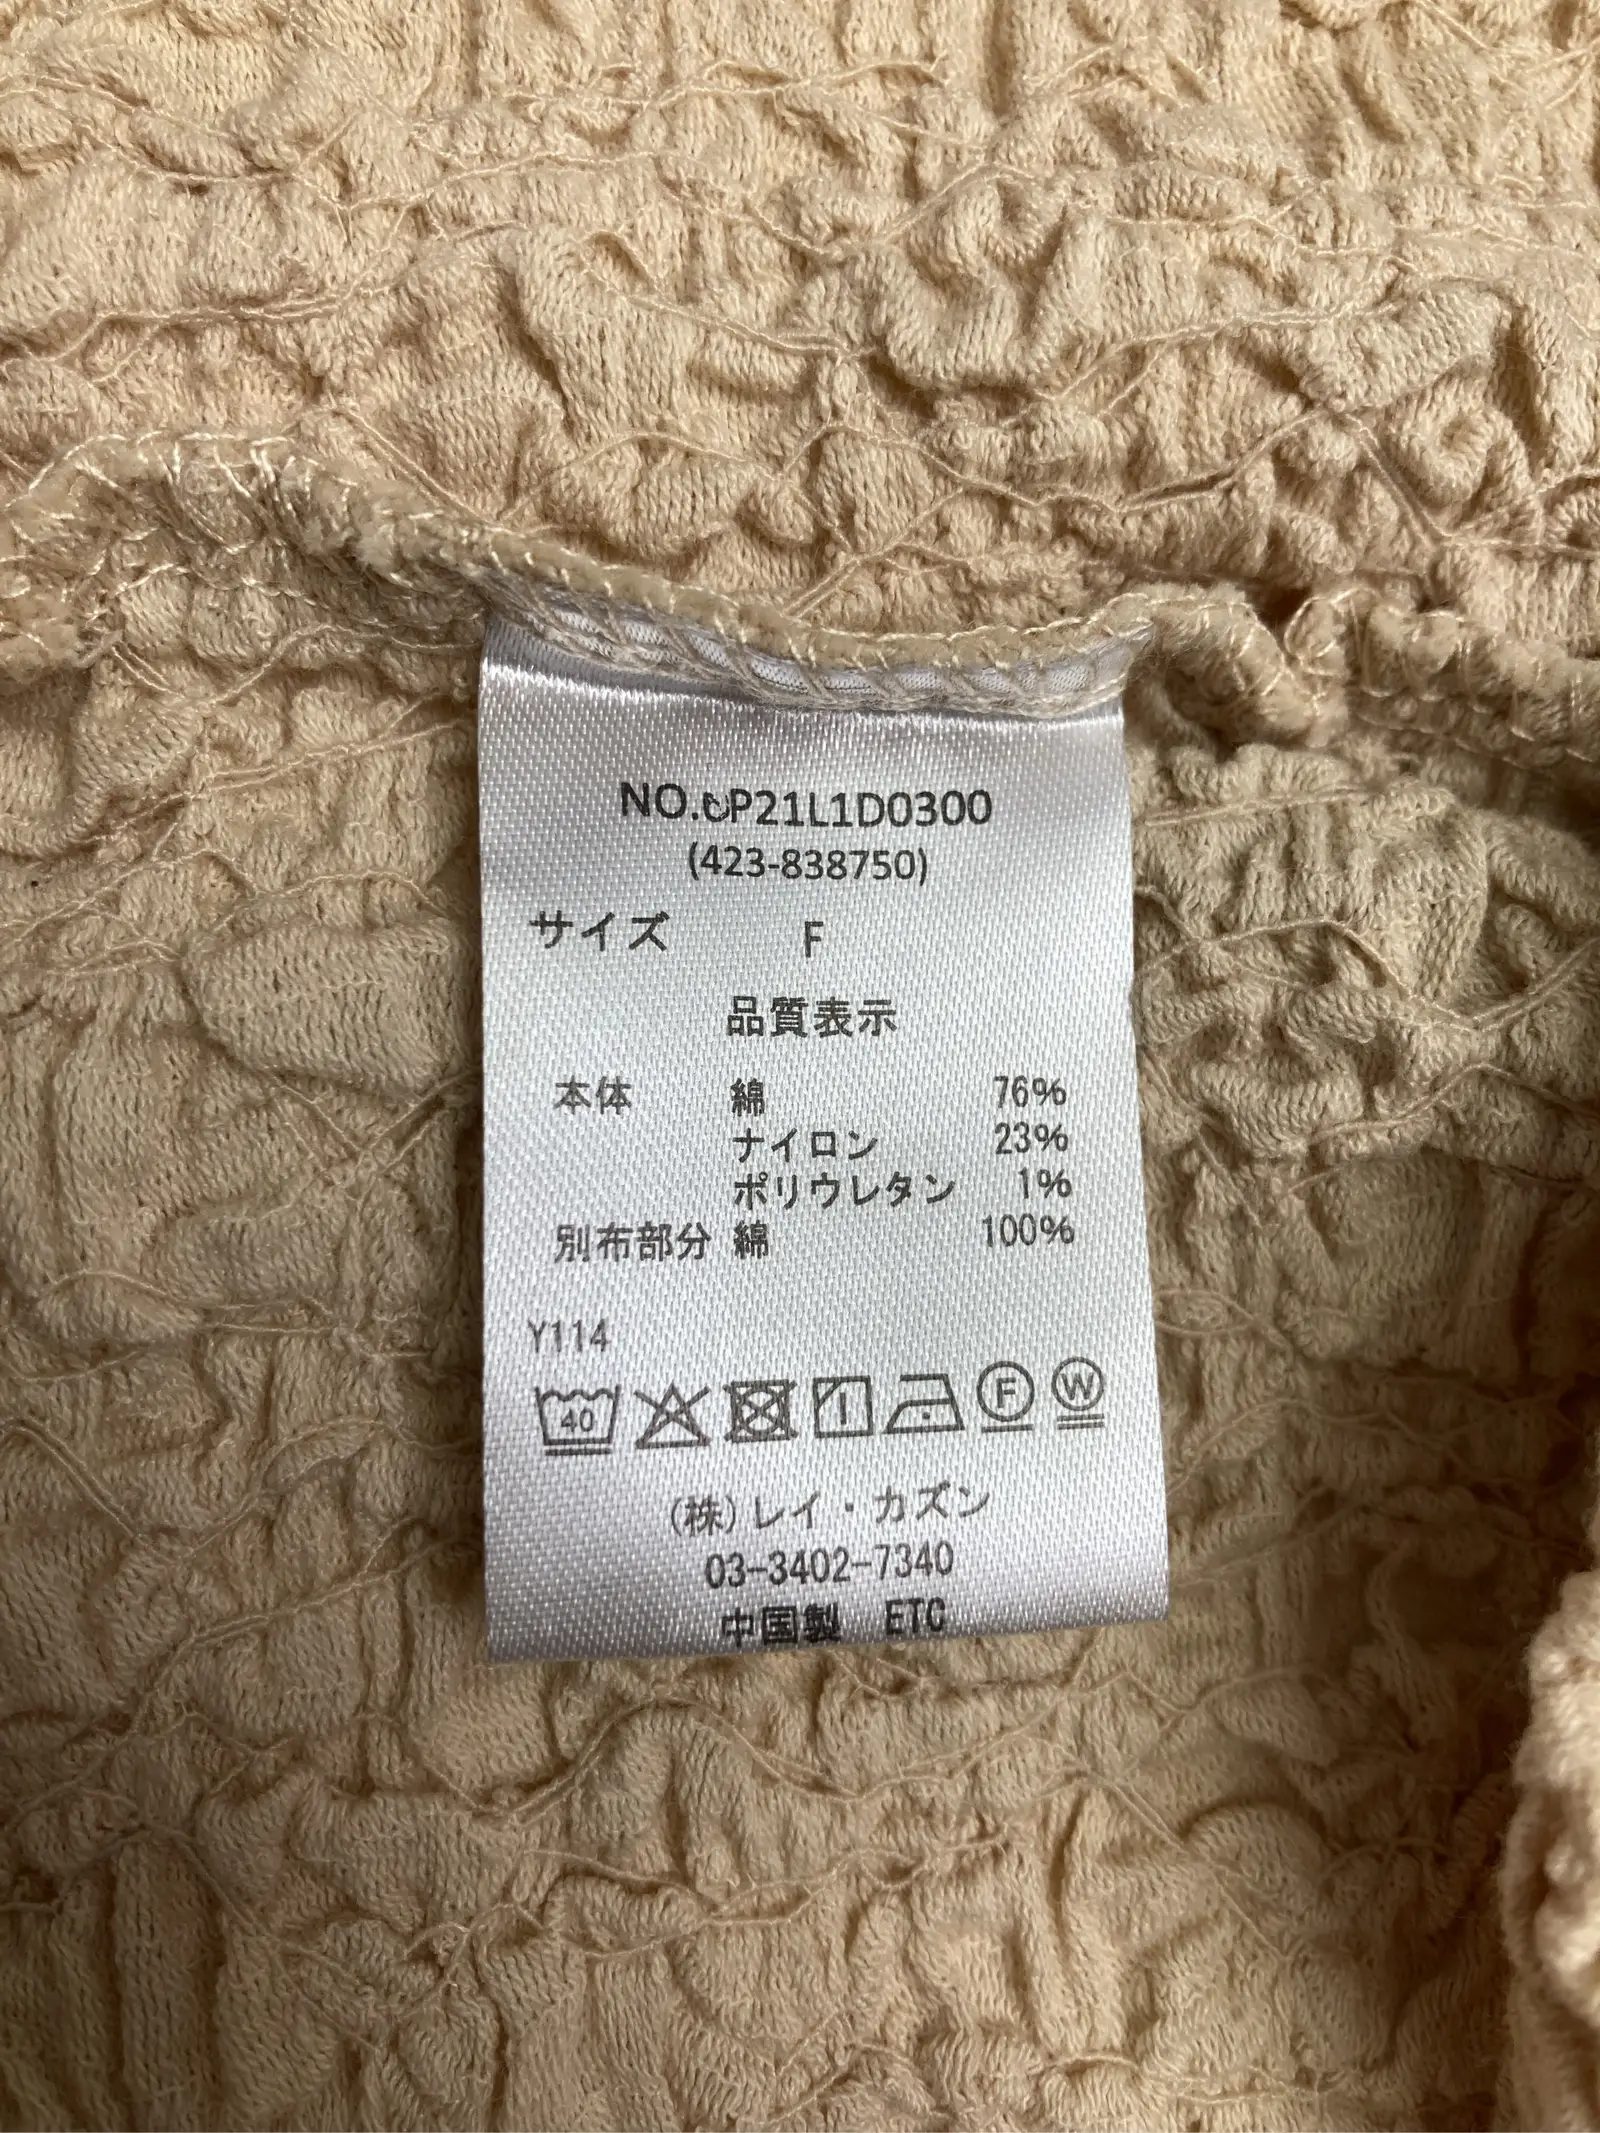 NO.cP21L1D0300
(423-838750)
サイズ F
品質表示
本体 綿 76%
ナイロン 23%
ポリウレタン 1%
別布部分 綿 100%
Y114
40 F W
(株)レイ・カズン
03-3402-7340
中国製 ETC